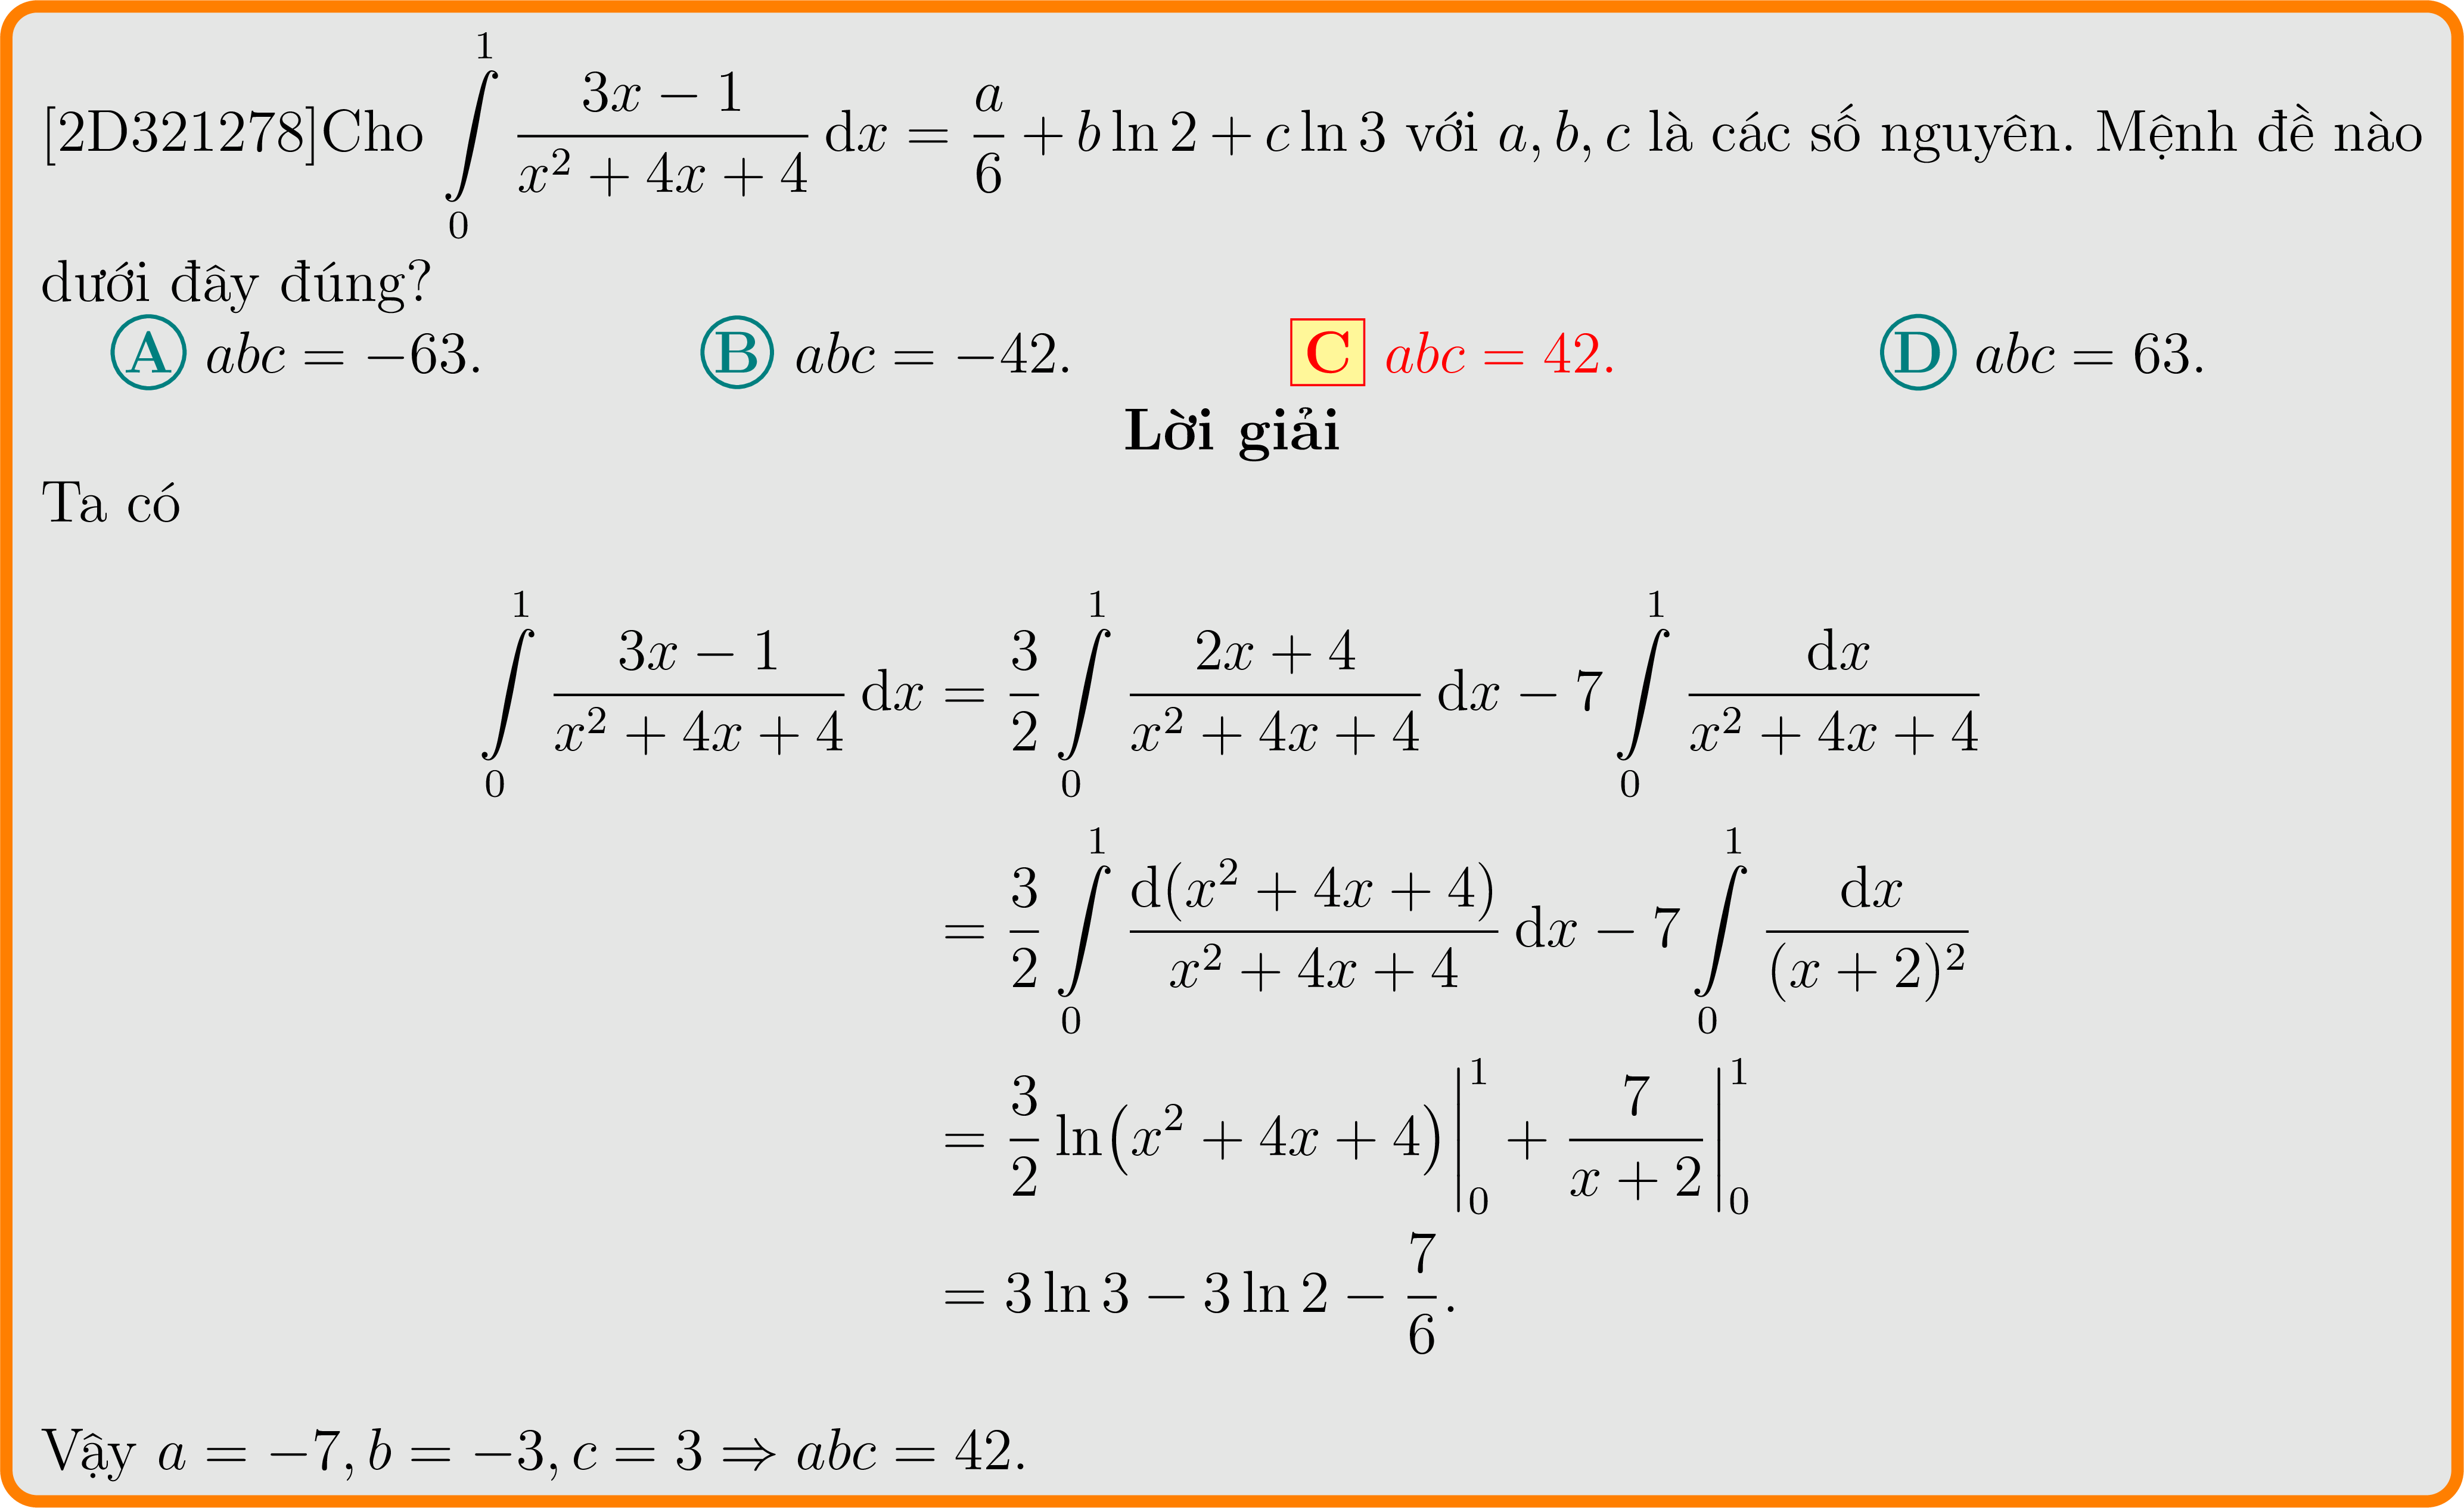 [2D321278]Cho $\int\limits_0^1 \frac{3x-1}{x^2+4x+4}\,\mathrm{d}x = \frac{a}{6} + b\ln 2 + c\ln 3$ với $a, b, c$ là các số nguyên. Mệnh đề nào
dưới đây đúng?
A $abc = -63$. B $abc = -42$. C $abc = 42$. D $abc = 63$.
Lời giải
Ta có
$\int\limits_0^1 \frac{3x-1}{x^2+4x+4}\,\mathrm{d}x = \frac{3}{2}\int\limits_0^1 \frac{2x+4}{x^2+4x+4}\,\mathrm{d}x - 7\int\limits_0^1 \frac{\mathrm{d}x}{x^2+4x+4}$
$= \frac{3}{2}\int\limits_0^1 \frac{\mathrm{d}(x^2+4x+4)}{x^2+4x+4}\,\mathrm{d}x - 7\int\limits_0^1 \frac{\mathrm{d}x}{(x+2)^2}$
$= \frac{3}{2}\ln(x^2+4x+4)\Big|_0^1 + \frac{7}{x+2}\Big|_0^1$
$= 3\ln 3 - 3\ln 2 - \frac{7}{6}.$
Vậy $a = -7, b = -3, c = 3 \Rightarrow abc = 42$.